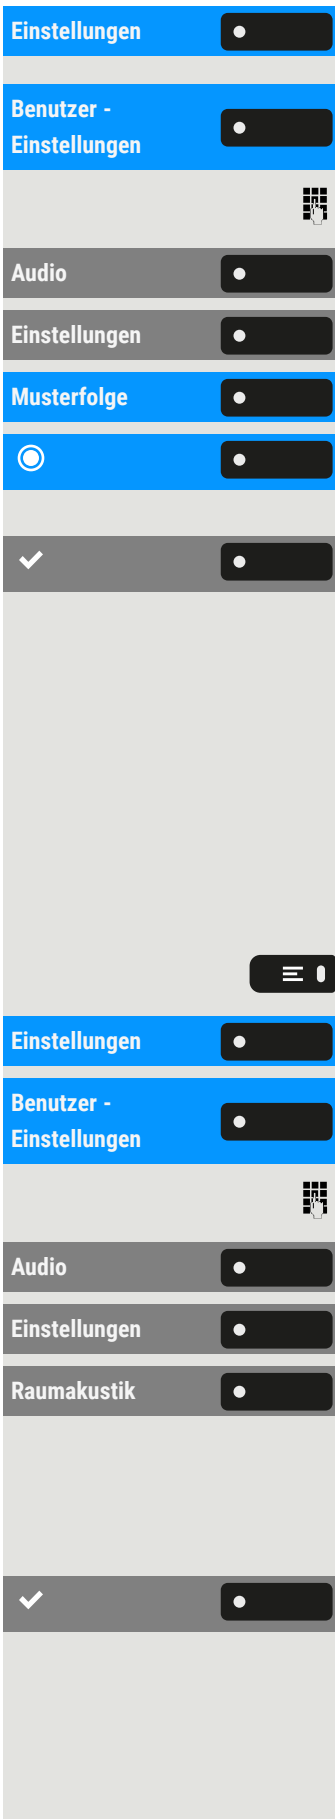 Einstellungen
Benutzer -
Einstellungen
Audio
Einstellungen
Musterfolge
Einstellungen
Benutzer -
Einstellungen
Audio
Einstellungen
Raumakustik